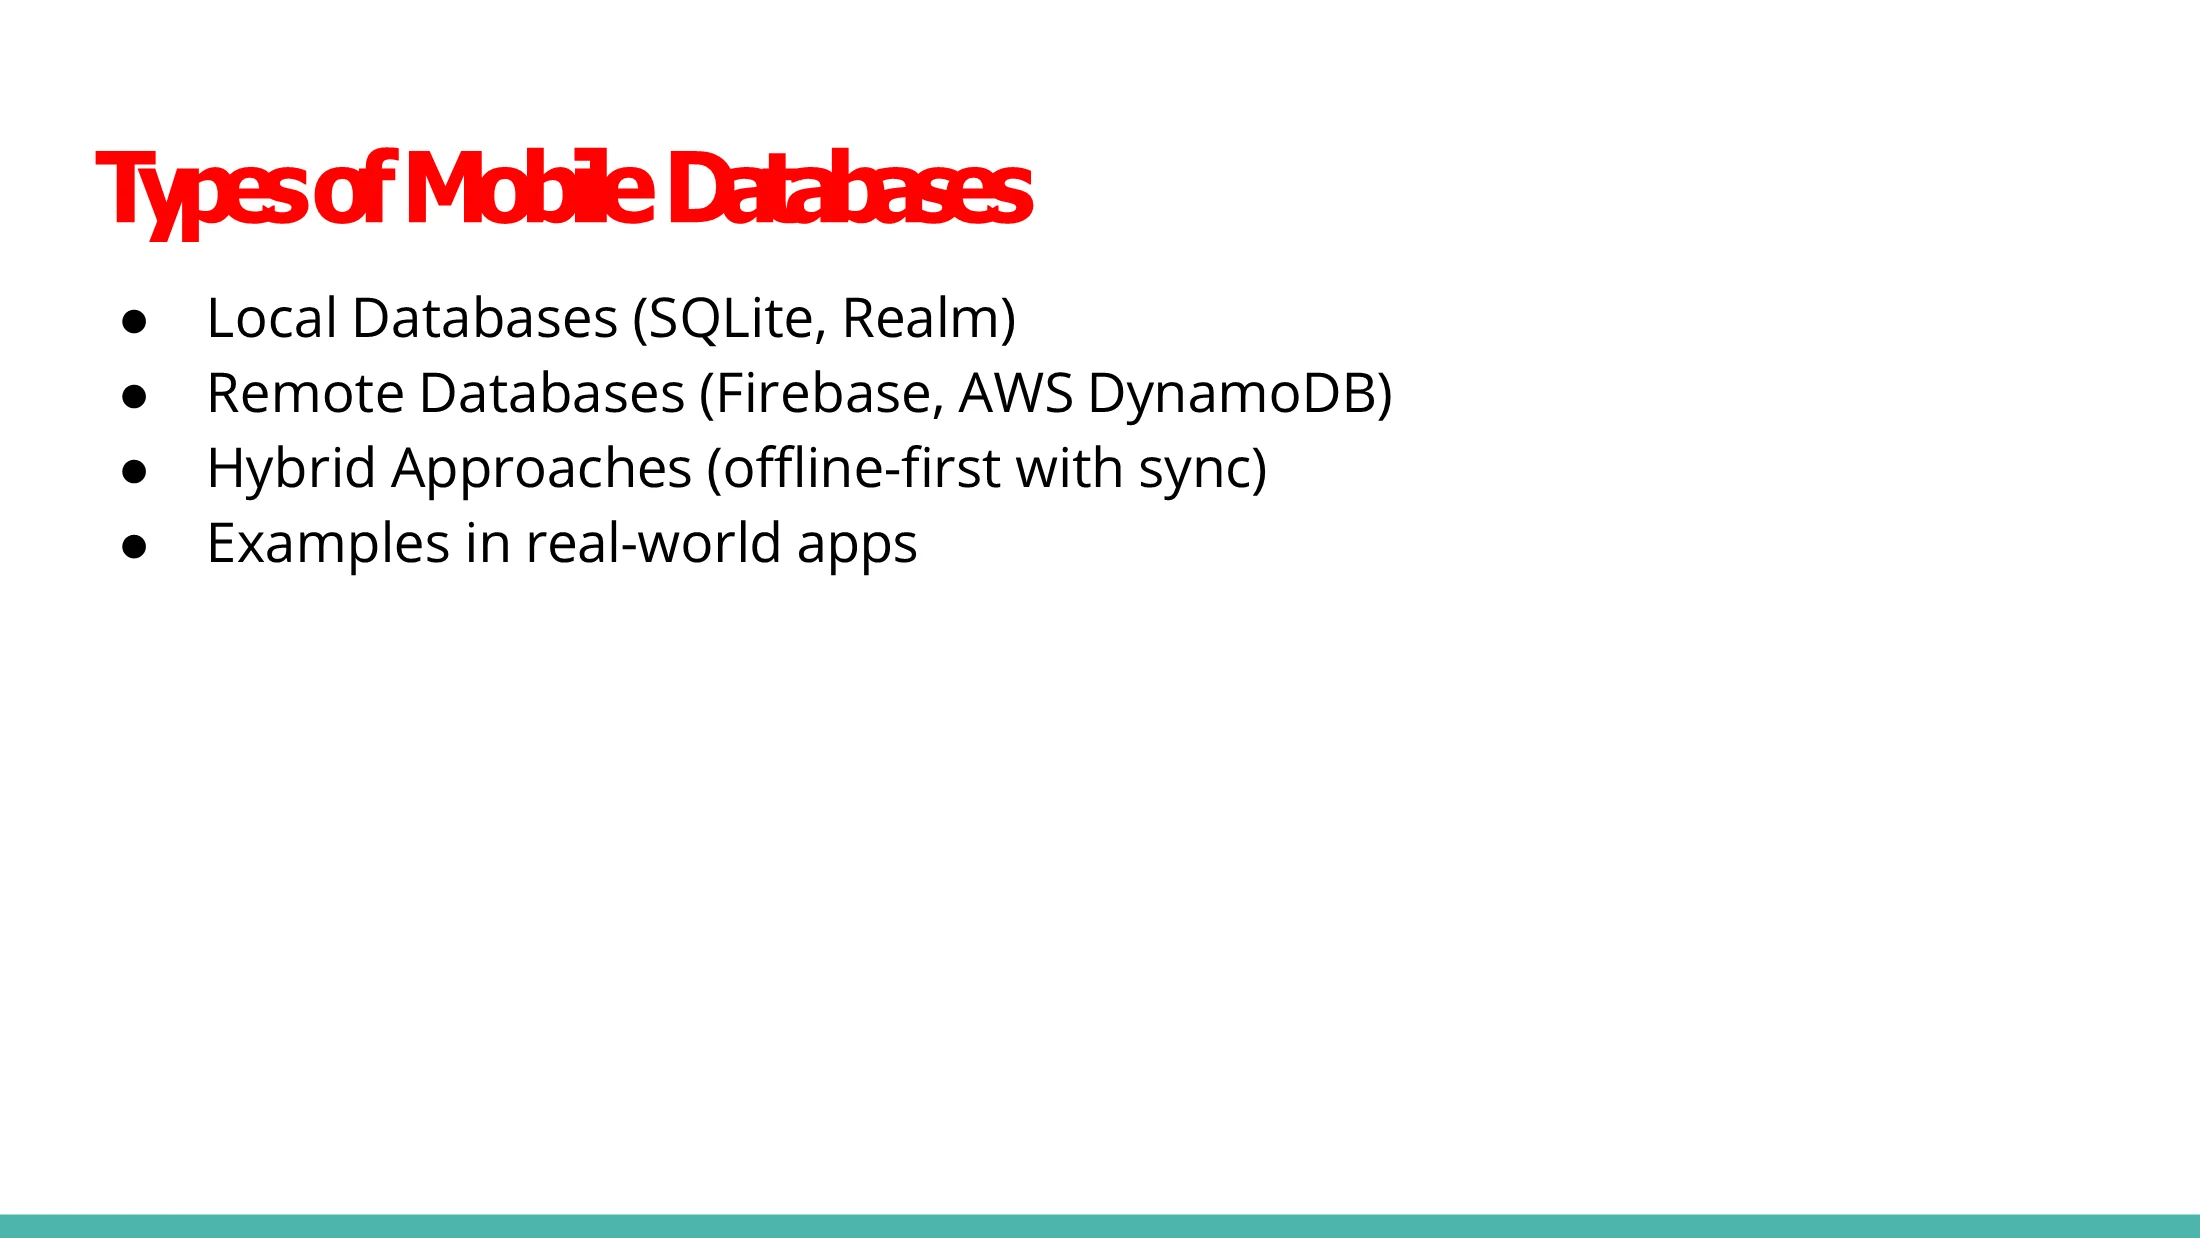 Types of Mobile Databases
● Local Databases (SQLite, Realm)
● Remote Databases (Firebase, AWS DynamoDB)
● Hybrid Approaches (offline-first with sync)
● Examples in real-world apps